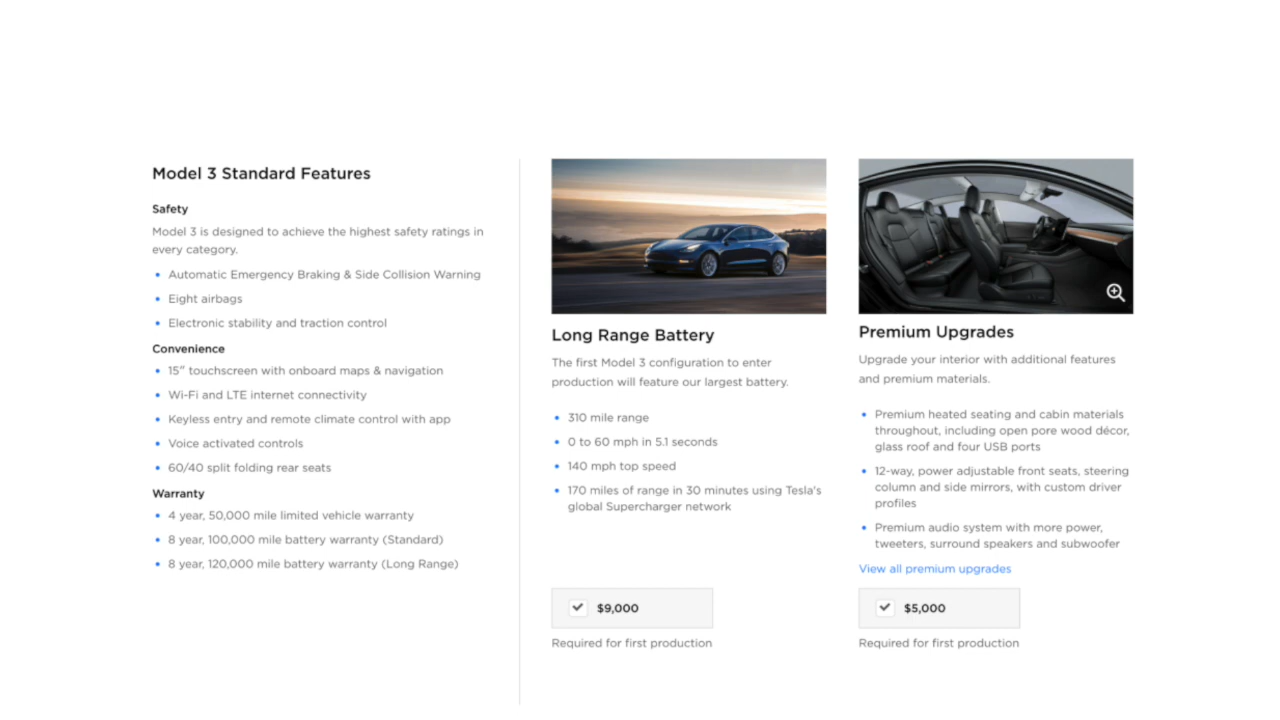 Model 3 Standard Features
Safety
Model 3 is designed to achieve the highest safety ratings in
every category.
Automatic Emergency Braking & Side Collision Warning
Eight airbags
Electronic stability and traction control
Convenience
15" touchscreen with onboard maps & navigation
Wi-Fi and LTE internet connectivity
Keyless entry and remote climate control with app
Voice activated controls
60/40 split folding rear seats
Warranty
4 year, 50,000 mile limited vehicle warranty
8 year, 100,000 mile battery warranty (Standard)
8 year, 120,000 mile battery warranty (Long Range)
Long Range Battery
The first Model 3 configuration to enter
production will feature our largest battery.
310 mile range
0 to 60 mph in 5.1 seconds
140 mph top speed
170 miles of range in 30 minutes using Tesla's
global Supercharger network
$9,000
Required for first production
Premium Upgrades
Upgrade your interior with additional features
and premium materials.
Premium heated seating and cabin materials
throughout, including open pore wood décor,
glass roof and four USB ports
12-way, power adjustable front seats, steering
column and side mirrors, with custom driver
profiles
Premium audio system with more power,
tweeters, surround speakers and subwoofer
View all premium upgrades
$5,000
Required for first production